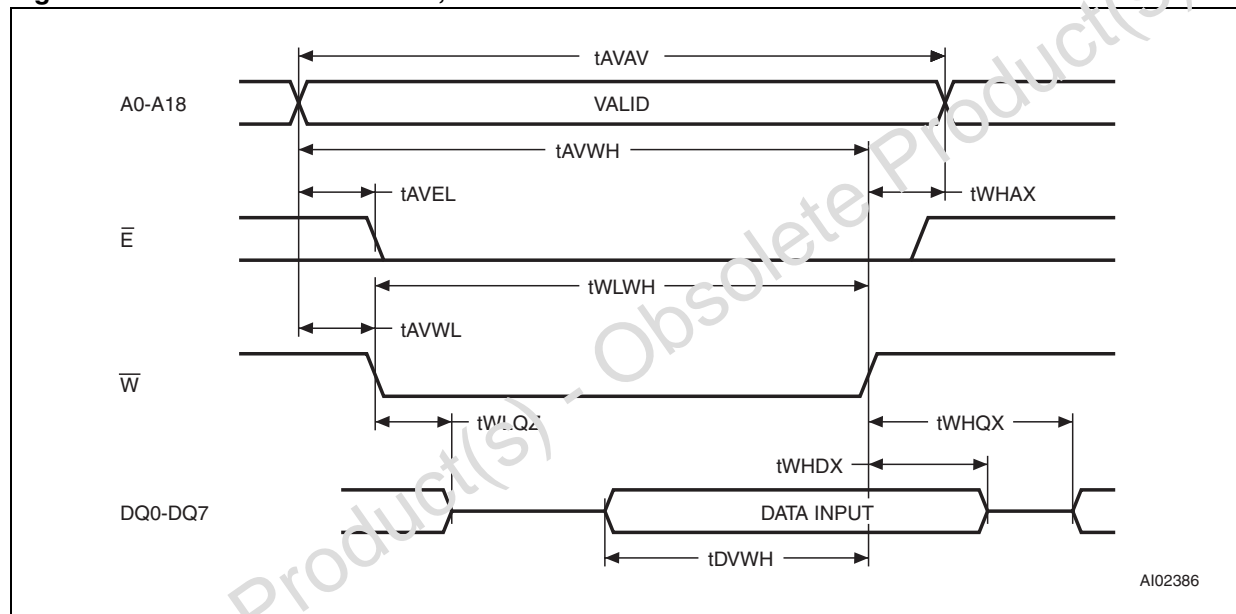 tAVAV
A0-A18
VALID
tAVWH
tAVEL
tWHAX
E̅
tWLWH
tAVWL
W̅
tWLQZ
tWHQX
tWHDX
DQ0-DQ7
DATA INPUT
tDVWH
AI02386
Product(s) - Obsolete Product(s)